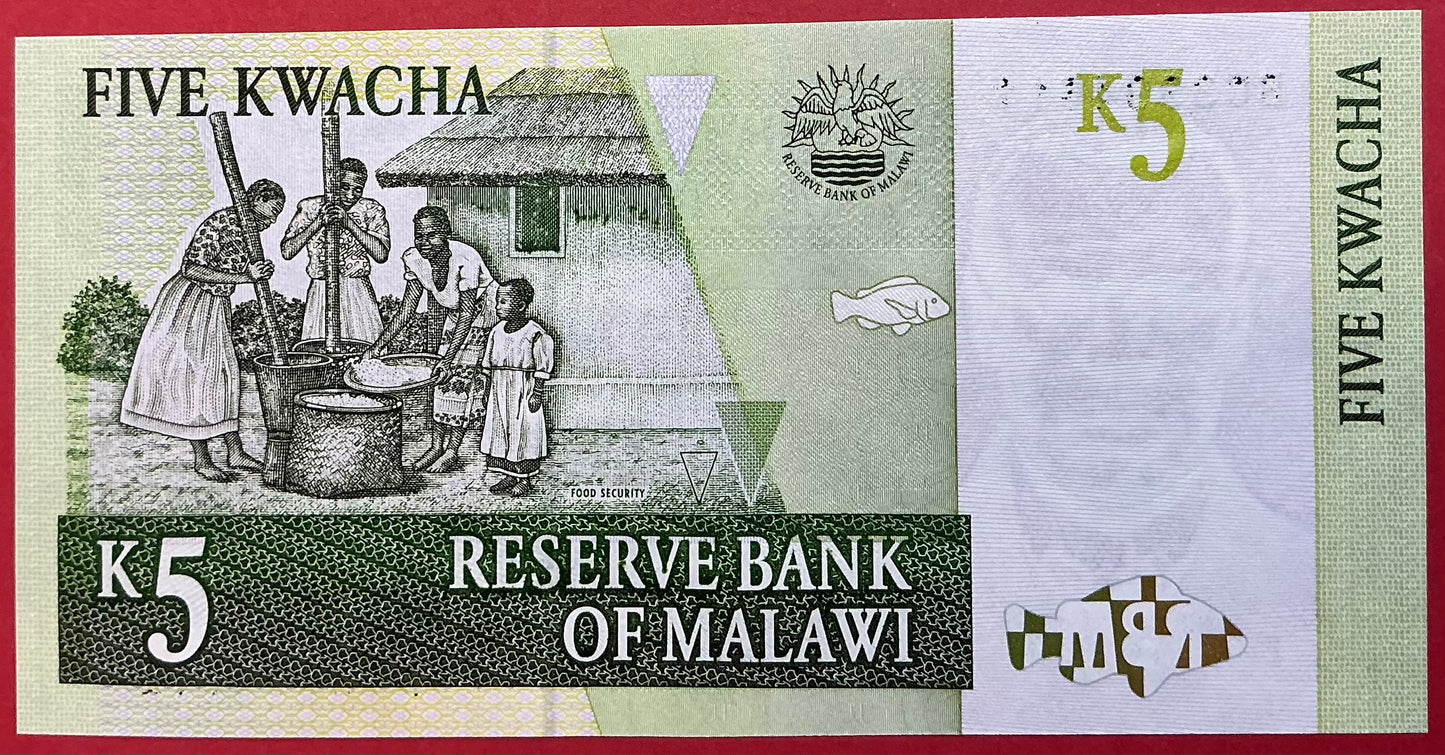 FIVE KWACHA
RESERVE BANK OF MALAWI
K5
FIVE KWACHA
FOOD SECURITY
K5
RESERVE BANK
OF MALAWI